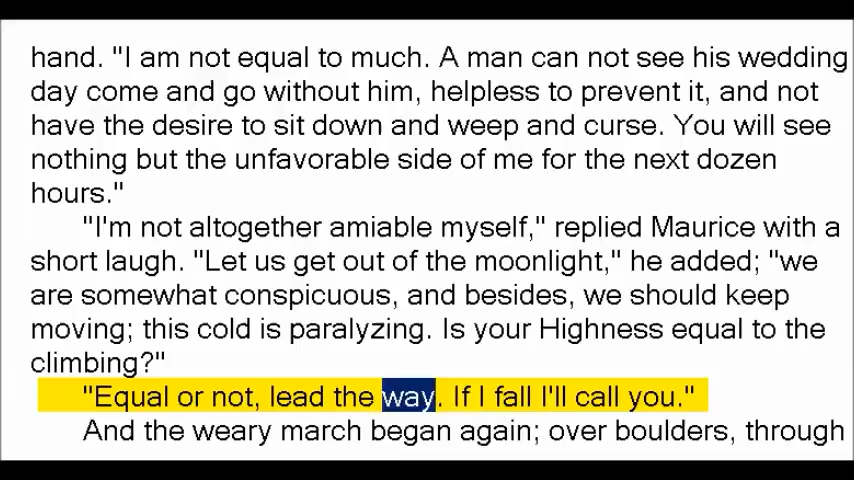 hand. "I am not equal to much. A man can not see his wedding
day come and go without him, helpless to prevent it, and not
have the desire to sit down and weep and curse. You will see
nothing but the unfavorable side of me for the next dozen
hours."
"I'm not altogether amiable myself," replied Maurice with a
short laugh. "Let us get out of the moonlight," he added; "we
are somewhat conspicuous, and besides, we should keep
moving; this cold is paralyzing. Is your Highness equal to the
climbing?"
"Equal or not, lead the way. If I fall I'll call you."
And the weary march began again; over boulders, through